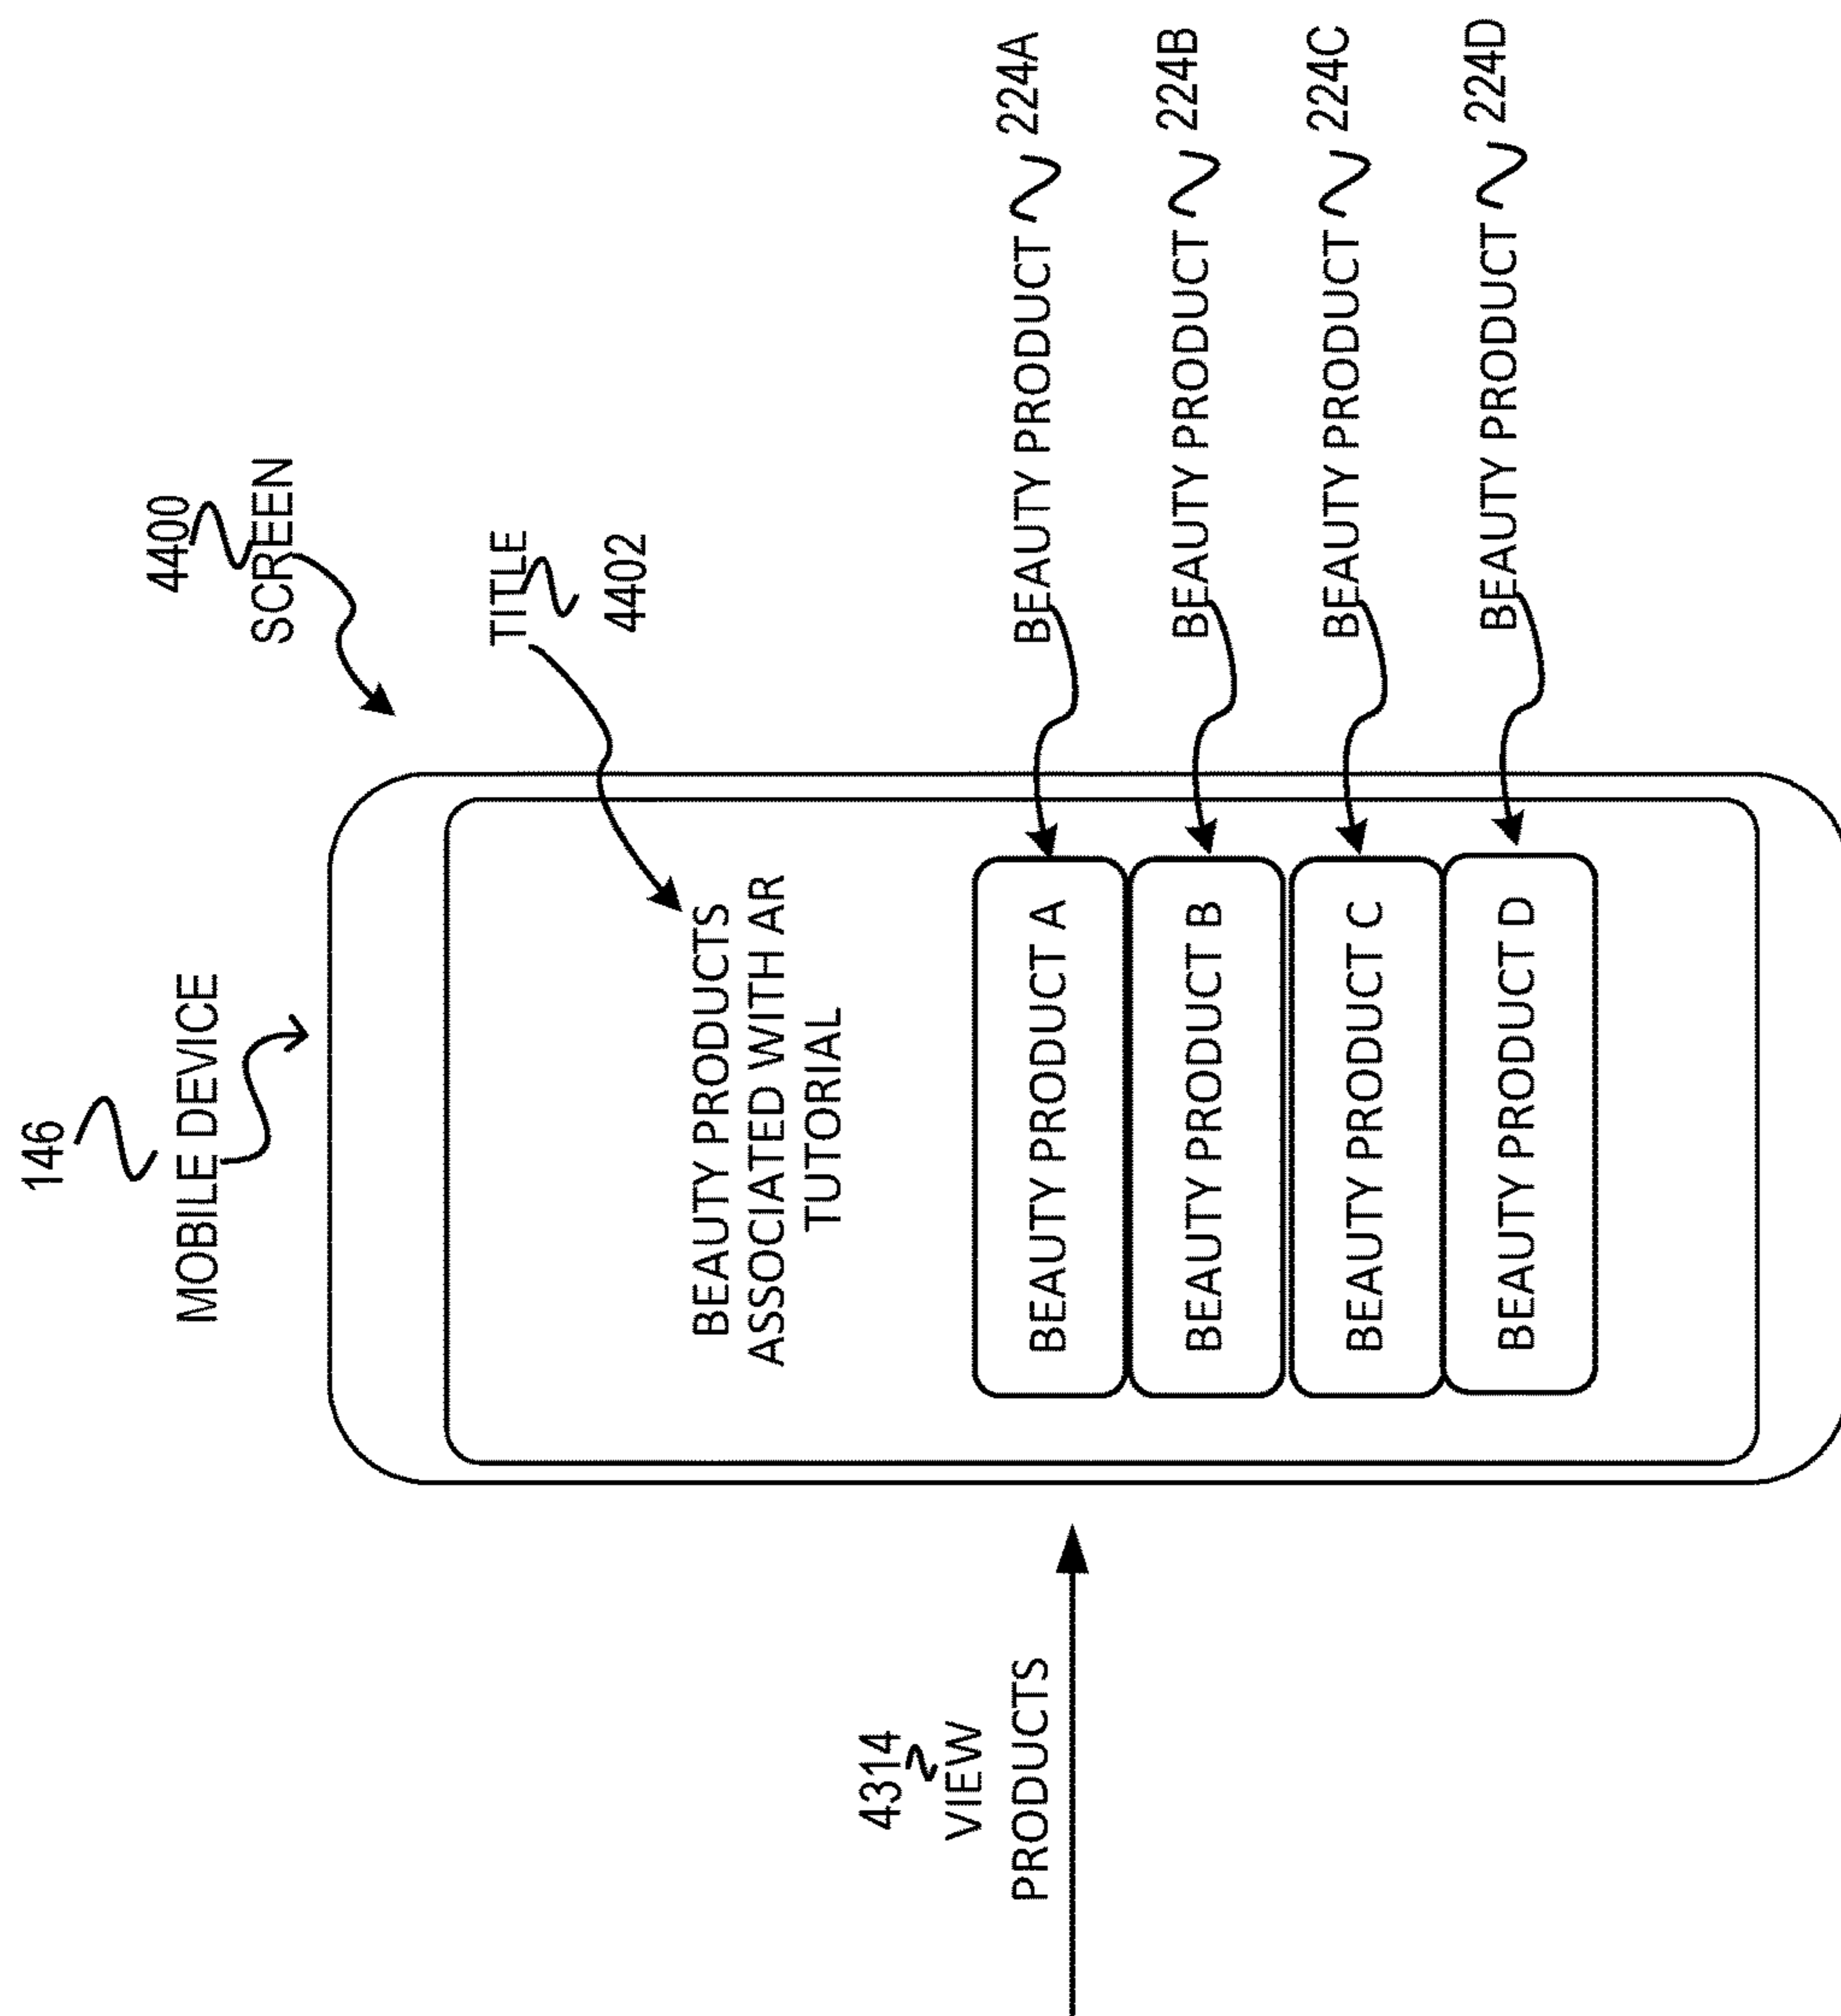 146
MOBILE DEVICE
4400
SCREEN
TITLE
4402
BEAUTY PRODUCTS
ASSOCIATED WITH AR
TUTORIAL
4314
VIEW
PRODUCTS
BEAUTY PRODUCT A
BEAUTY PRODUCT 224A
BEAUTY PRODUCT B
BEAUTY PRODUCT 224B
BEAUTY PRODUCT C
BEAUTY PRODUCT 224C
BEAUTY PRODUCT D
BEAUTY PRODUCT 224D